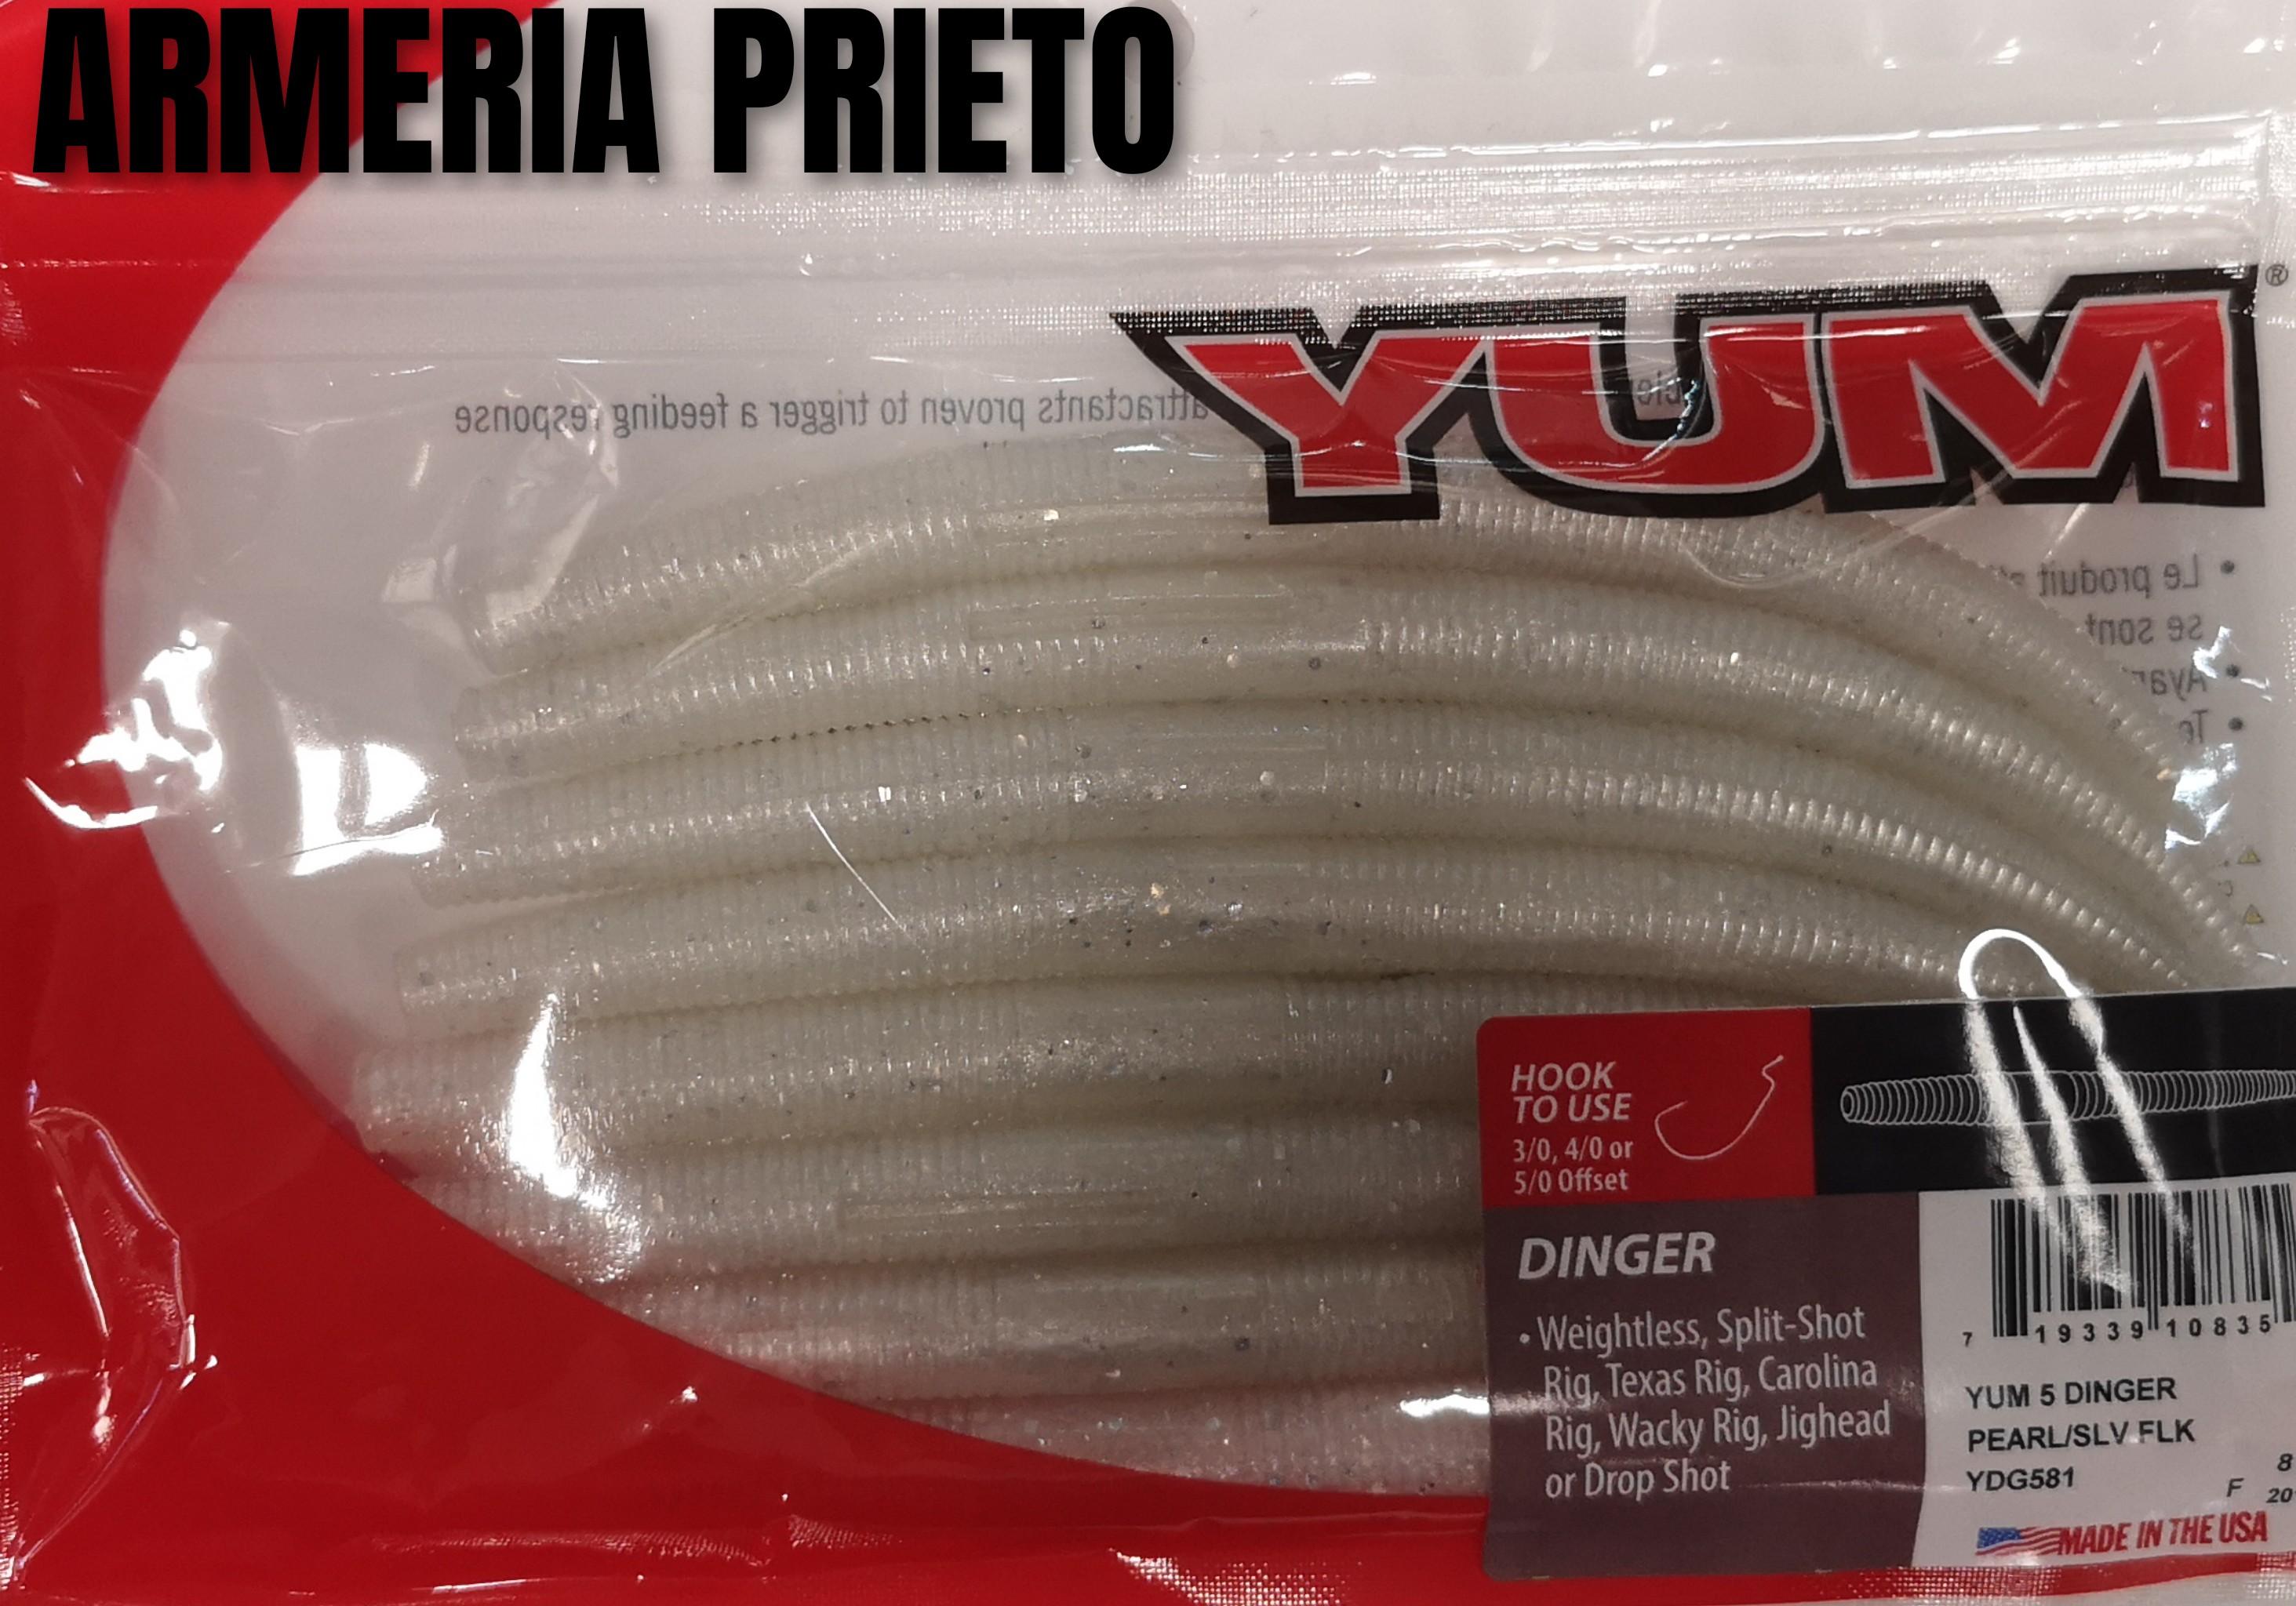 ARMERIA PRIETO
YUM®
attractants proven to trigger a feeding response
Le produit
se sont
HOOK
TO USE
3/0, 4/0 or
5/0 Offset
DINGER
• Weightless, Split-Shot
Rig, Texas Rig, Carolina
Rig, Wacky Rig, Jighead
or Drop Shot
7 19339 10835
YUM 5 DINGER
PEARL/SLV FLK
YDG581
8
F 20
MADE IN THE USA